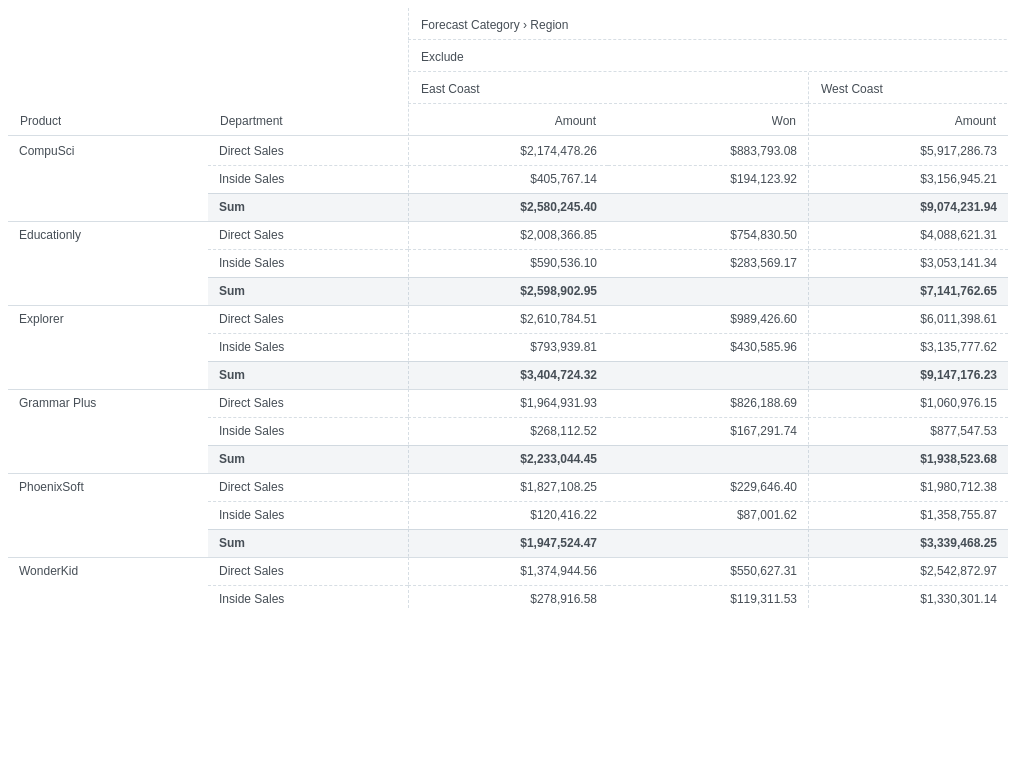 Forecast Category › Region
Exclude
East Coast West Coast
Product Department Amount Won Amount
CompuSci Direct Sales $2,174,478.26 $883,793.08 $5,917,286.73
Inside Sales $405,767.14 $194,123.92 $3,156,945.21
Sum $2,580,245.40 $9,074,231.94
Educationly Direct Sales $2,008,366.85 $754,830.50 $4,088,621.31
Inside Sales $590,536.10 $283,569.17 $3,053,141.34
Sum $2,598,902.95 $7,141,762.65
Explorer Direct Sales $2,610,784.51 $989,426.60 $6,011,398.61
Inside Sales $793,939.81 $430,585.96 $3,135,777.62
Sum $3,404,724.32 $9,147,176.23
Grammar Plus Direct Sales $1,964,931.93 $826,188.69 $1,060,976.15
Inside Sales $268,112.52 $167,291.74 $877,547.53
Sum $2,233,044.45 $1,938,523.68
PhoenixSoft Direct Sales $1,827,108.25 $229,646.40 $1,980,712.38
Inside Sales $120,416.22 $87,001.62 $1,358,755.87
Sum $1,947,524.47 $3,339,468.25
WonderKid Direct Sales $1,374,944.56 $550,627.31 $2,542,872.97
Inside Sales $278,916.58 $119,311.53 $1,330,301.14